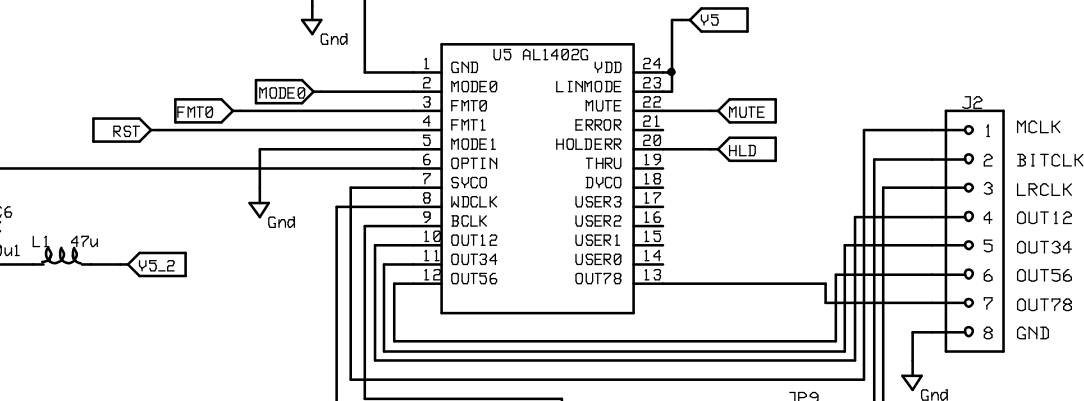 Gnd
V5
U5 AL1402G
1 GND VDD 24
2 MODE0 LINMODE 23
3 FMT0 MUTE 22
4 FMT1 ERROR 21
5 MODE1 HOLDERR 20
6 OPTIN THRU 19
7 SYCO DVCO 18
8 WDCLK USER3 17
9 BCLK USER2 16
10 OUT12 USER1 15
11 OUT34 USER0 14
12 OUT56 OUT78 13
MODE0
FMT0
RST
MUTE
HLD
Gnd
C6
0u1
L1 47u
V5_2
J2
1 MCLK
2 BITCLK
3 LRCLK
4 OUT12
5 OUT34
6 OUT56
7 OUT78
8 GND
Gnd
JP9